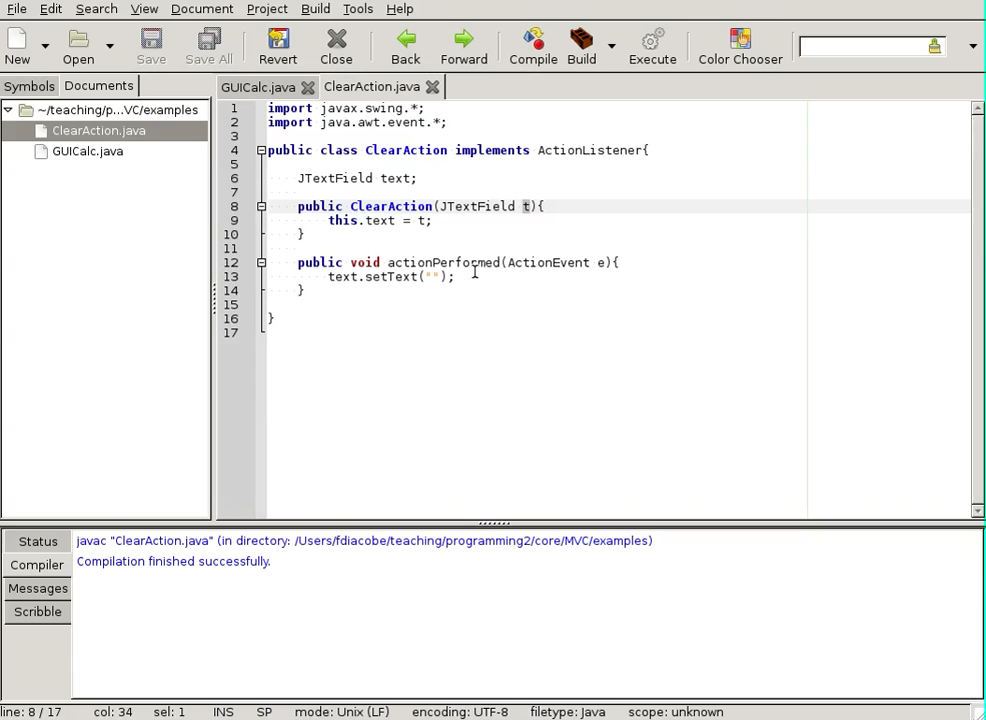 File Edit Search View Document Project Build Tools Help
New Open Save Save All Revert Close Back Forward Compile Build Execute Color Chooser
Symbols Documents GUICalc.java ClearAction.java
~/teaching/p...VC/examples
ClearAction.java
GUICalc.java
1 import javax.swing.*;
2 import java.awt.event.*;
3
4 public class ClearAction implements ActionListener{
5
6 JTextField text;
7
8 public ClearAction(JTextField t){
9 this.text = t;
10 }
11
12 public void actionPerformed(ActionEvent e){
13 text.setText("");
14 }
15
16 }
17
Status
Compiler
Messages
Scribble
javac "ClearAction.java" (in directory: /Users/fdiacobe/teaching/programming2/core/MVC/examples)
Compilation finished successfully.
line: 8 / 17 col: 34 sel: 1 INS SP mode: Unix (LF) encoding: UTF-8 filetype: Java scope: unknown